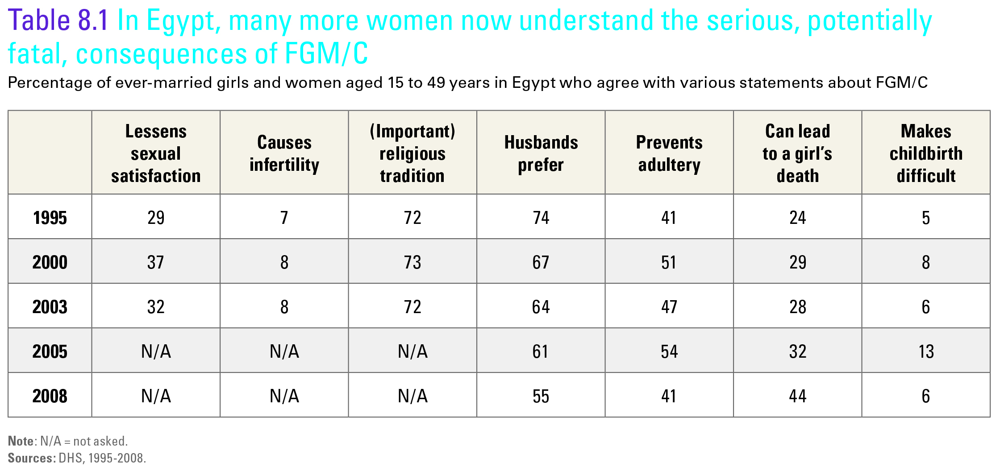 Table 8.1 In Egypt, many more women now understand the serious, potentially
fatal, consequences of FGM/C
Percentage of ever-married girls and women aged 15 to 49 years in Egypt who agree with various statements about FGM/C
Lessens sexual satisfaction Causes infertility (Important) religious tradition Husbands prefer Prevents adultery Can lead to a girl’s death Makes childbirth difficult
1995 29 7 72 74 41 24 5
2000 37 8 73 67 51 29 8
2003 32 8 72 64 47 28 6
2005 N/A N/A N/A 61 54 32 13
2008 N/A N/A N/A 55 41 44 6
Note: N/A = not asked.
Sources: DHS, 1995-2008.